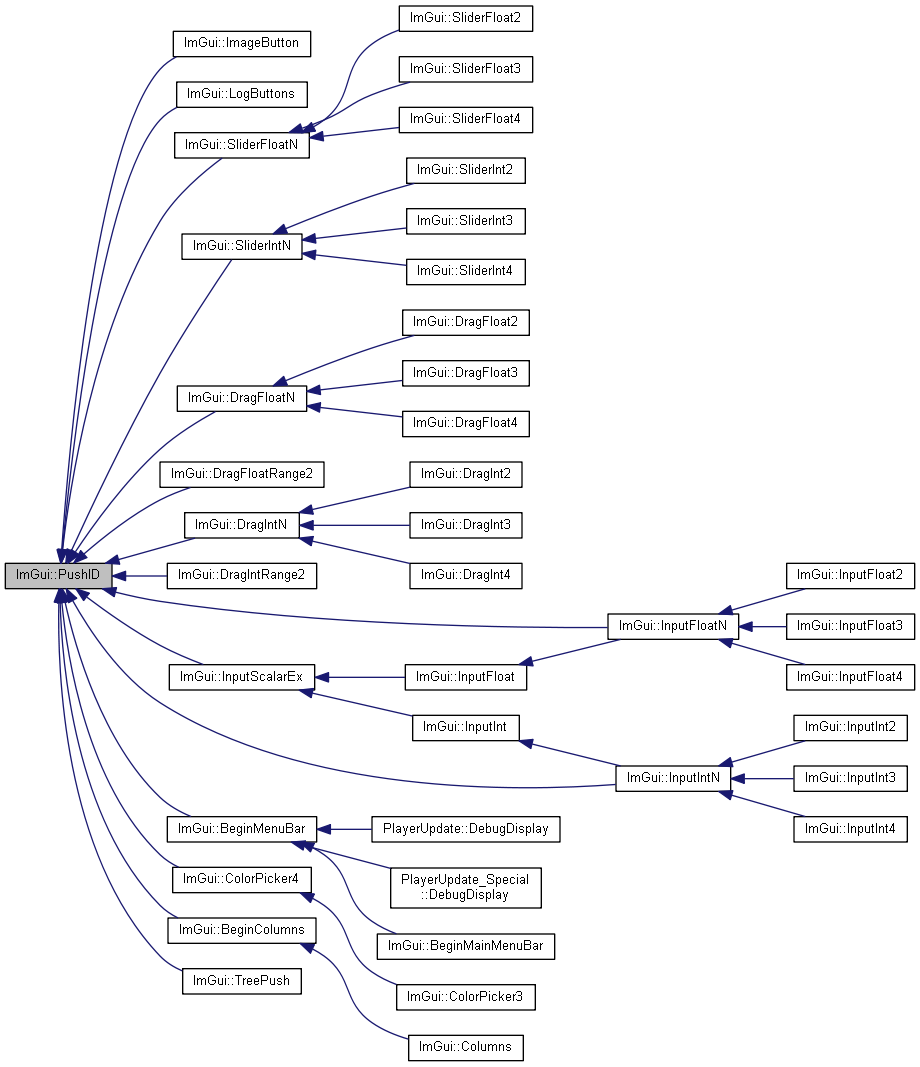 ImGui::SliderFloat2
ImGui::ImageButton
ImGui::SliderFloat3
ImGui::LogButtons
ImGui::SliderFloat4
ImGui::SliderFloatN
ImGui::SliderInt2
ImGui::SliderInt3
ImGui::SliderIntN
ImGui::SliderInt4
ImGui::DragFloat2
ImGui::DragFloat3
ImGui::DragFloatN
ImGui::DragFloat4
ImGui::DragFloatRange2
ImGui::DragInt2
ImGui::DragIntN
ImGui::DragInt3
ImGui::PushID
ImGui::DragIntRange2
ImGui::DragInt4
ImGui::InputFloat2
ImGui::InputFloatN
ImGui::InputFloat3
ImGui::InputScalarEx
ImGui::InputFloat
ImGui::InputFloat4
ImGui::InputInt
ImGui::InputInt2
ImGui::InputIntN
ImGui::InputInt3
ImGui::BeginMenuBar
PlayerUpdate::DebugDisplay
ImGui::InputInt4
ImGui::ColorPicker4
PlayerUpdate_Special
::DebugDisplay
ImGui::BeginColumns
ImGui::BeginMainMenuBar
ImGui::TreePush
ImGui::ColorPicker3
ImGui::Columns